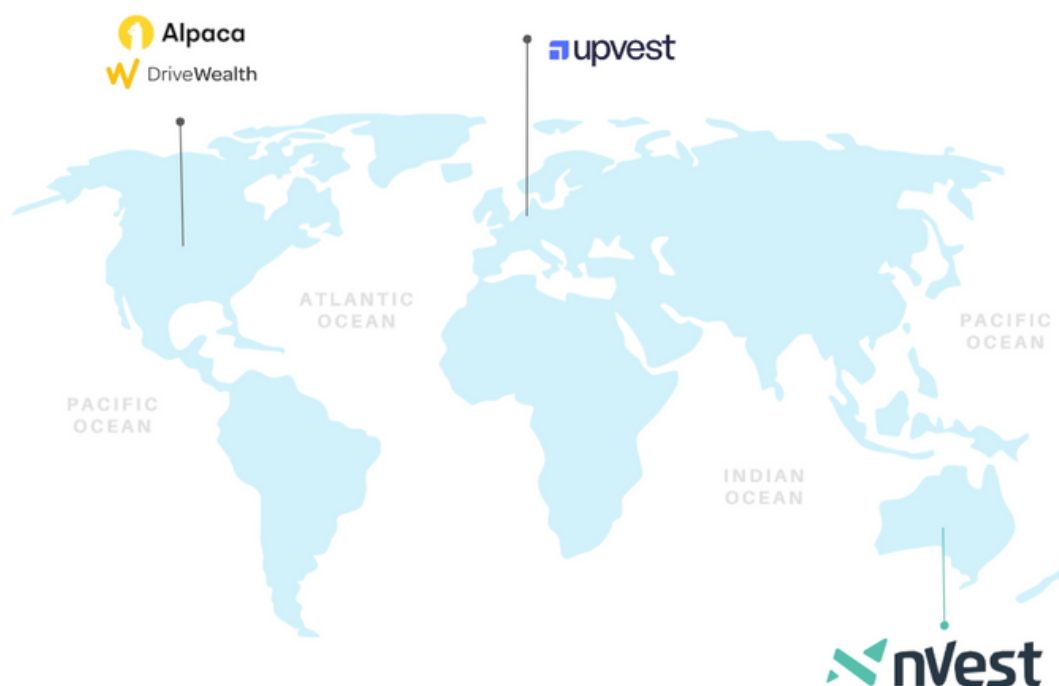 Alpaca
DriveWealth
upvest
ATLANTIC
OCEAN
PACIFIC
OCEAN
PACIFIC
OCEAN
INDIAN
OCEAN
nVest